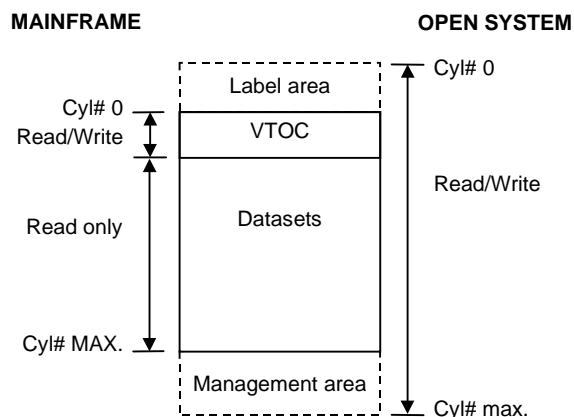 MAINFRAME
OPEN SYSTEM
Cyl# 0
Label area
Cyl# 0
Read/Write
VTOC
Read/Write
Read only
Datasets
Cyl# MAX.
Management area
Cyl# max.